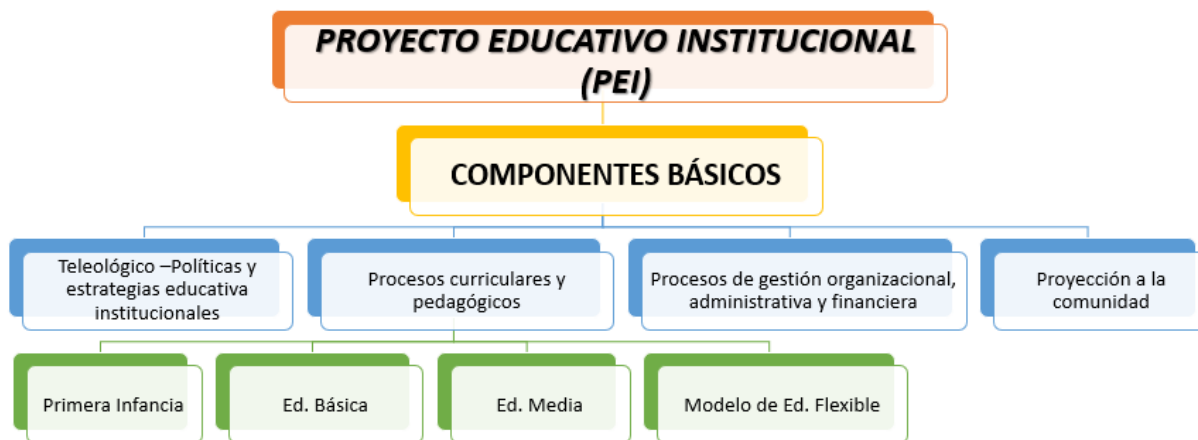 PROYECTO EDUCATIVO INSTITUCIONAL
(PEI)
COMPONENTES BÁSICOS
Teleológico –Políticas y
estrategias educativa
institucionales
Procesos curriculares y
pedagógicos
Procesos de gestión organizacional,
administrativa y financiera
Proyección a la
comunidad
Primera Infancia
Ed. Básica
Ed. Media
Modelo de Ed. Flexible